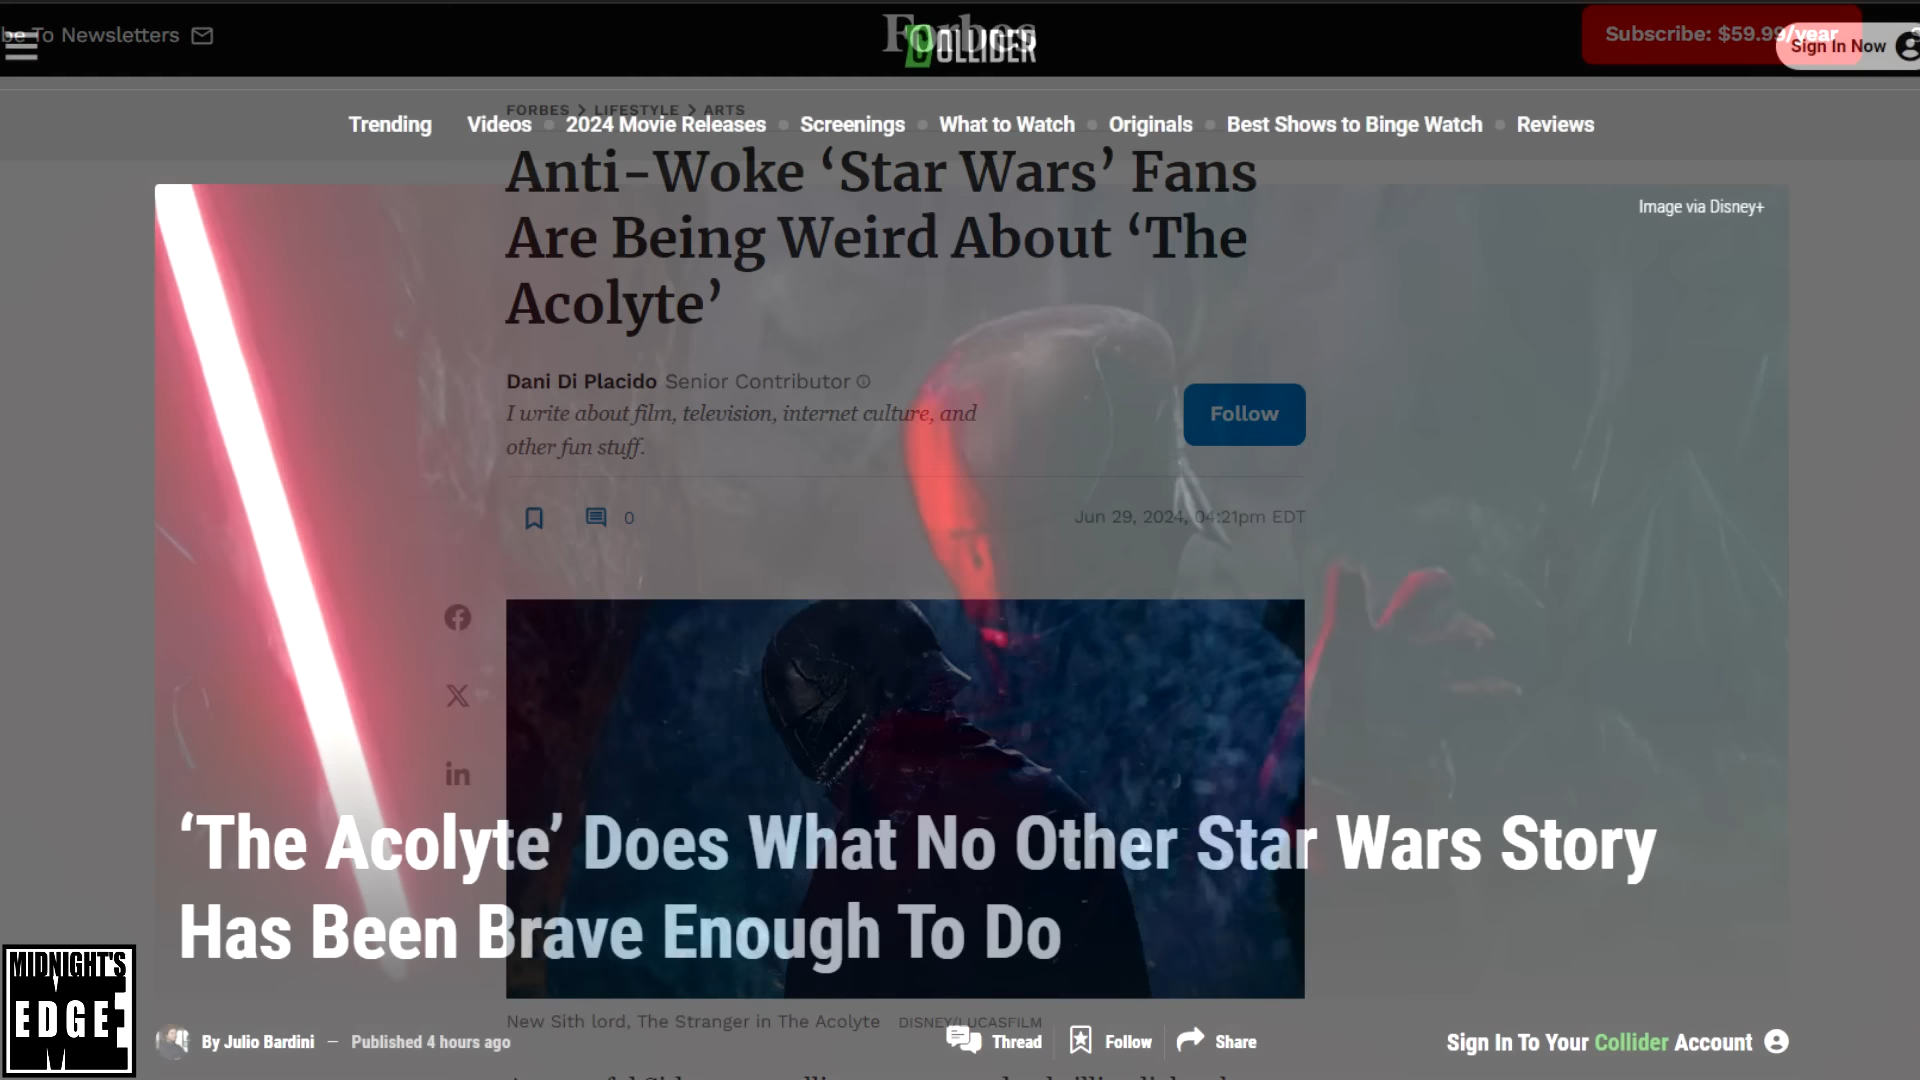 be To Newsletters
Forbes
COLLIDER
Subscribe: $59.99/year
Sign In Now
FORBES > LIFESTYLE > ARTS
Trending
Videos
2024 Movie Releases
Screenings
What to Watch
Originals
Best Shows to Binge Watch
Reviews
Anti-Woke ‘Star Wars’ Fans
Are Being Weird About ‘The
Acolyte’
Image via Disney+
Dani Di Placido Senior Contributor
I write about film, television, internet culture, and
other fun stuff.
Follow
0
Jun 29, 2024, 04:21pm EDT
‘The Acolyte’ Does What No Other Star Wars Story
Has Been Brave Enough To Do
MIDNIGHT'S
EDGE
New Sith lord, The Stranger in The Acolyte DISNEY/LUCASFILM
By Julio Bardini — Published 4 hours ago
Thread
Follow
Share
Sign In To Your Collider Account